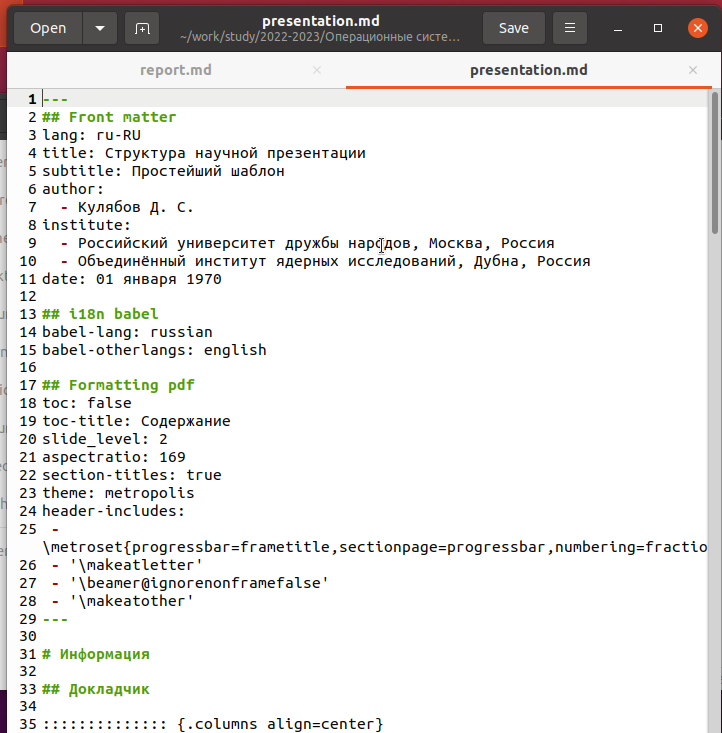 Open
presentation.md
~/work/study/2022-2023/Операционные систе...
Save
report.md
presentation.md
1 ---
2 ## Front matter
3 lang: ru-RU
4 title: Структура научной презентации
5 subtitle: Простейший шаблон
6 author:
7   - Кулябов Д. С.
8 institute:
9   - Российский университет дружбы народов, Москва, Россия
10   - Объединённый институт ядерных исследований, Дубна, Россия
11 date: 01 января 1970
12
13 ## i18n babel
14 babel-lang: russian
15 babel-otherlangs: english
16
17 ## Formatting pdf
18 toc: false
19 toc-title: Содержание
20 slide_level: 2
21 aspectratio: 169
22 section-titles: true
23 theme: metropolis
24 header-includes:
25  -
\metroset{progressbar=frametitle,sectionpage=progressbar,numbering=fractio
26  - '\makeatletter'
27  - '\beamer@ignorenonframefalse'
28  - '\makeatother'
29 ---
30
31 # Информация
32
33 ## Докладчик
34
35 :::::::::::::: {.columns align=center}